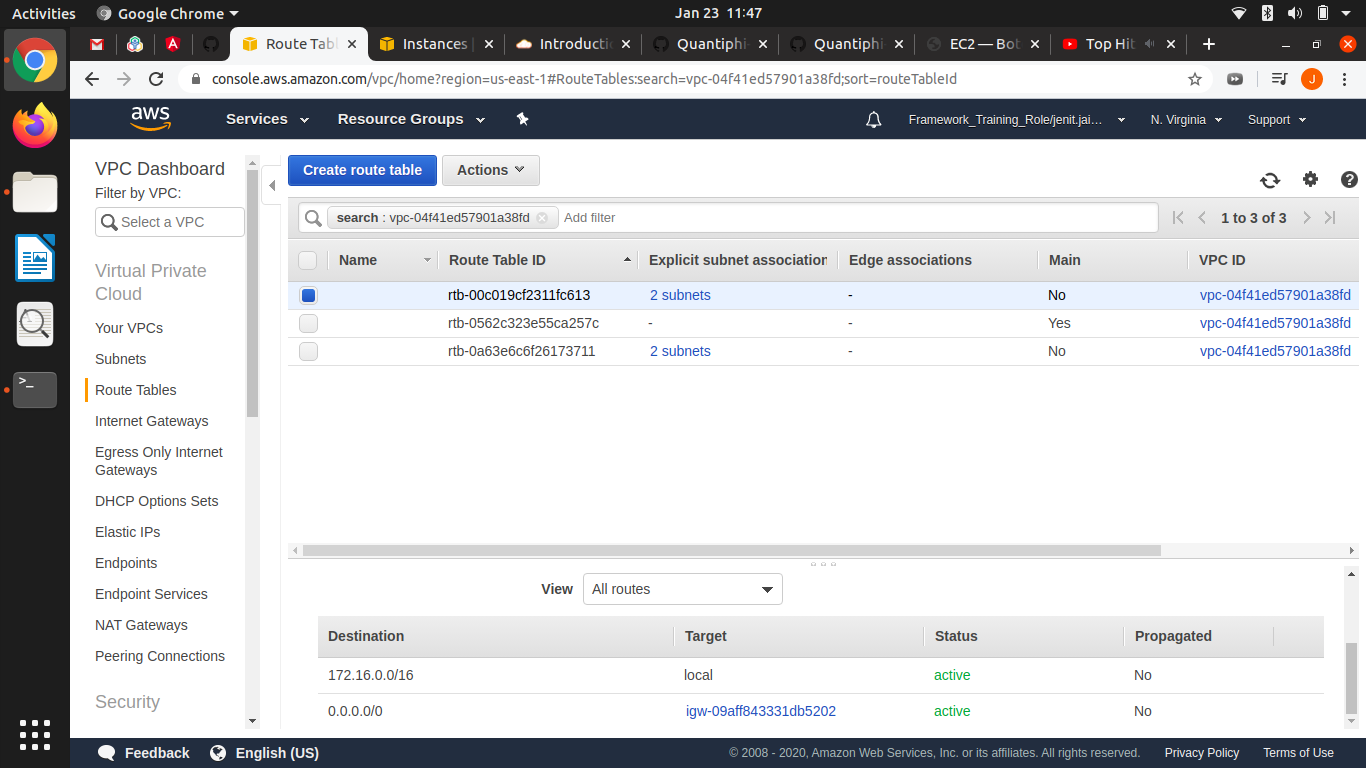 Activities Google Chrome Jan 23 11:47
Route Tabl Instances Introductio Quantiphi- Quantiphi EC2 — Bot Top Hit
console.aws.amazon.com/vpc/home?region=us-east-1#RouteTables:search=vpc-04f41ed57901a38fd;sort=routeTableId J
aws Services Resource Groups Framework_Training_Role/jenit.jai... N. Virginia Support
VPC Dashboard
Filter by VPC:
Select a VPC
Virtual Private
Cloud
Your VPCs
Subnets
Route Tables
Internet Gateways
Egress Only Internet
Gateways
DHCP Options Sets
Elastic IPs
Endpoints
Endpoint Services
NAT Gateways
Peering Connections
Security
Create route table Actions
search : vpc-04f41ed57901a38fd Add filter 1 to 3 of 3
Name Route Table ID Explicit subnet association Edge associations Main VPC ID
rtb-00c019cf2311fc613 2 subnets - No vpc-04f41ed57901a38fd
rtb-0562c323e55ca257c - - Yes vpc-04f41ed57901a38fd
rtb-0a63e6c6f26173711 2 subnets - No vpc-04f41ed57901a38fd
View All routes
Destination Target Status Propagated
172.16.0.0/16 local active No
0.0.0.0/0 igw-09aff843331db5202 active No
Feedback English (US) © 2008 - 2020, Amazon Web Services, Inc. or its affiliates. All rights reserved. Privacy Policy Terms of Use